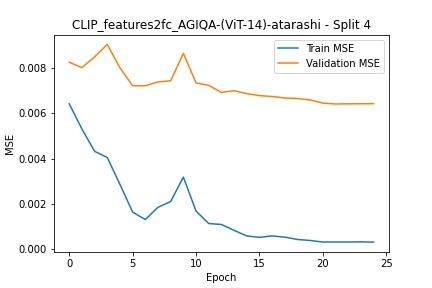 CLIP_features2fc_AGIQA-(ViT-14)-atarashi - Split 4
Train MSE
Validation MSE
0.008
0.006
0.004
0.002
0.000
MSE
0 5 10 15 20 25
Epoch